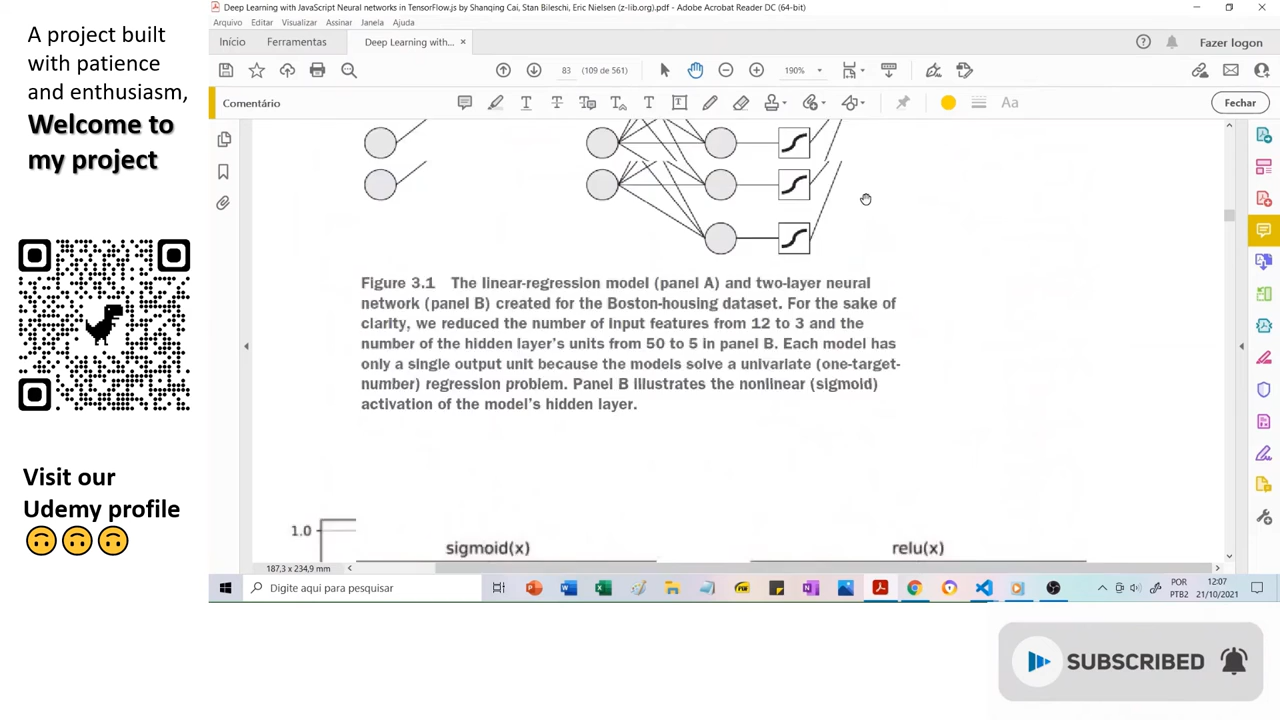 A project built
with patience
and enthusiasm,
Welcome to
my project
Visit our
Udemy profile
Deep Learning with JavaScript Neural networks in TensorFlow.js by Shanqing Cai, Stan Bileschi, Eric Nielsen (z-lib.org).pdf - Adobe Acrobat Reader DC (64-bit)
Arquivo Editar Visualizar Assinar Janela Ajuda
Início Ferramentas Deep Learning with... × Fazer logon
83 (109 de 561) 190%
Comentário Aa Fechar
Figure 3.1 The linear-regression model (panel A) and two-layer neural
network (panel B) created for the Boston-housing dataset. For the sake of
clarity, we reduced the number of input features from 12 to 3 and the
number of the hidden layer's units from 50 to 5 in panel B. Each model has
only a single output unit because the models solve a univariate (one-target-
number) regression problem. Panel B illustrates the nonlinear (sigmoid)
activation of the model's hidden layer.
1.0
sigmoid(x) relu(x)
187,3 x 234,9 mm
Digite aqui para pesquisar
POR 12:07
PTB2 21/10/2021
SUBSCRIBED